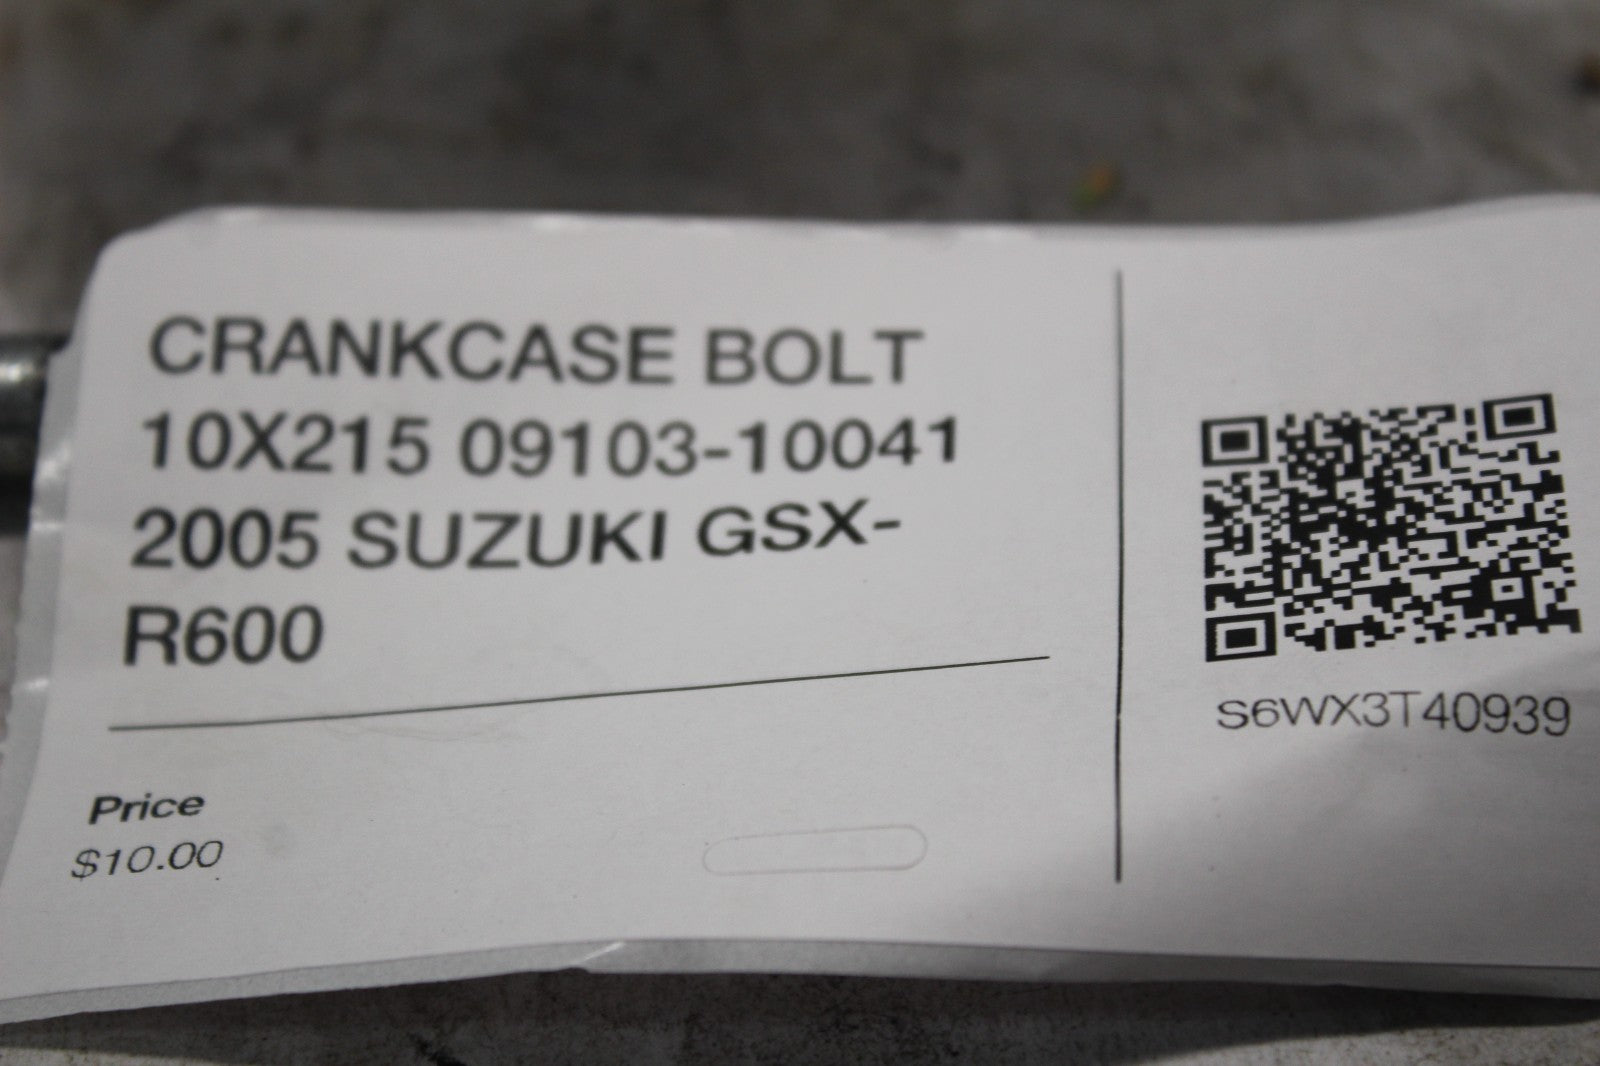 CRANKCASE BOLT
10X215 09103-10041
2005 SUZUKI GSX-
R600
Price
$10.00
S6WX3T40939